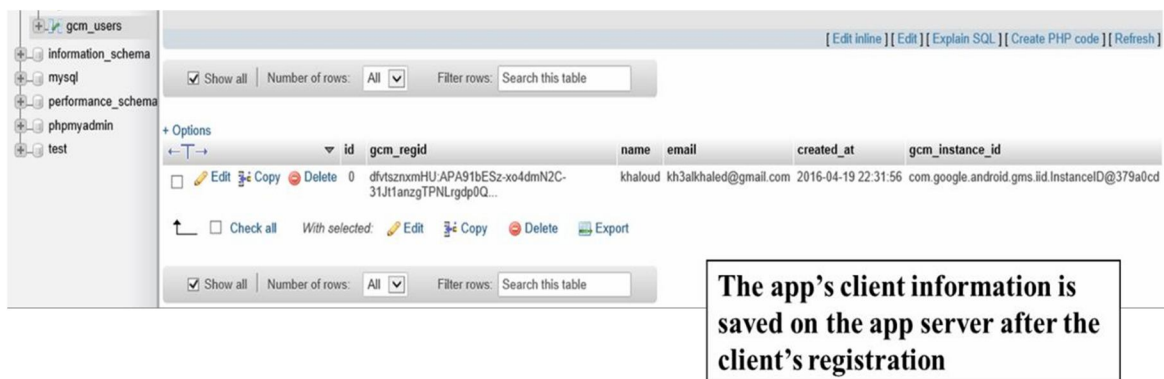 gcm_users
information_schema
mysql
performance_schema
phpmyadmin
test
[ Edit inline ] [ Edit ] [ Explain SQL ] [ Create PHP code ] [ Refresh ]
Show all Number of rows: All Filter rows: Search this table
+ Options
←T→ id gcm_regid name email created_at gcm_instance_id
Edit Copy Delete 0 dfvtsznxmHU:APA91bESz-xo4dmN2C- khaloud kh3alkhaled@gmail.com 2016-04-19 22:31:56 com.google.android.gms.iid.InstanceID@379a0cd
31Jt1anzgTPNLrgdp0Q...
Check all With selected: Edit Copy Delete Export
Show all Number of rows: All Filter rows: Search this table
The app's client information is
saved on the app server after the
client's registration